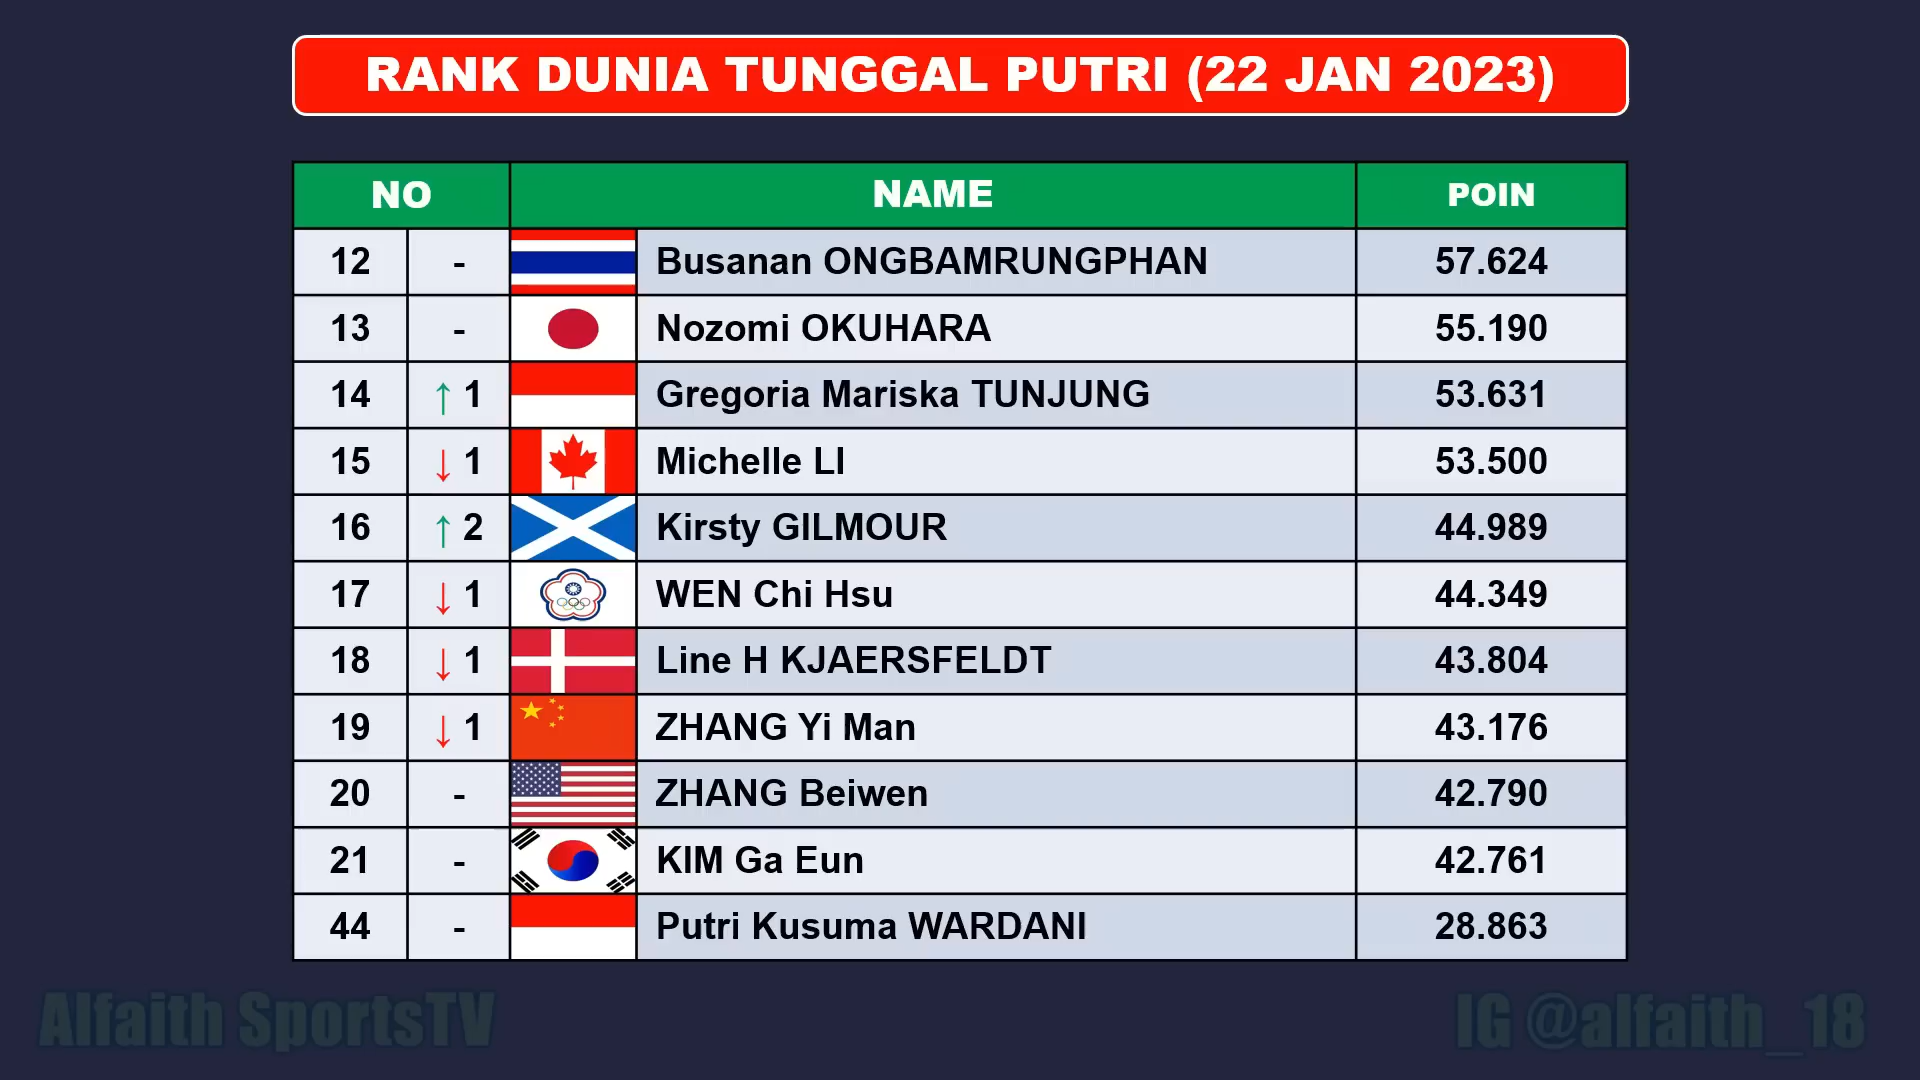 RANK DUNIA TUNGGAL PUTRI (22 JAN 2023)
NO NAME POIN
12 - Busanan ONGBAMRUNGPHAN 57.624
13 - Nozomi OKUHARA 55.190
14 ↑ 1 Gregoria Mariska TUNJUNG 53.631
15 ↓ 1 Michelle LI 53.500
16 ↑ 2 Kirsty GILMOUR 44.989
17 ↓ 1 WEN Chi Hsu 44.349
18 ↓ 1 Line H KJAERSFELDT 43.804
19 ↓ 1 ZHANG Yi Man 43.176
20 - ZHANG Beiwen 42.790
21 - KIM Ga Eun 42.761
44 - Putri Kusuma WARDANI 28.863
Alfaith SportsTV IG @alfaith_18